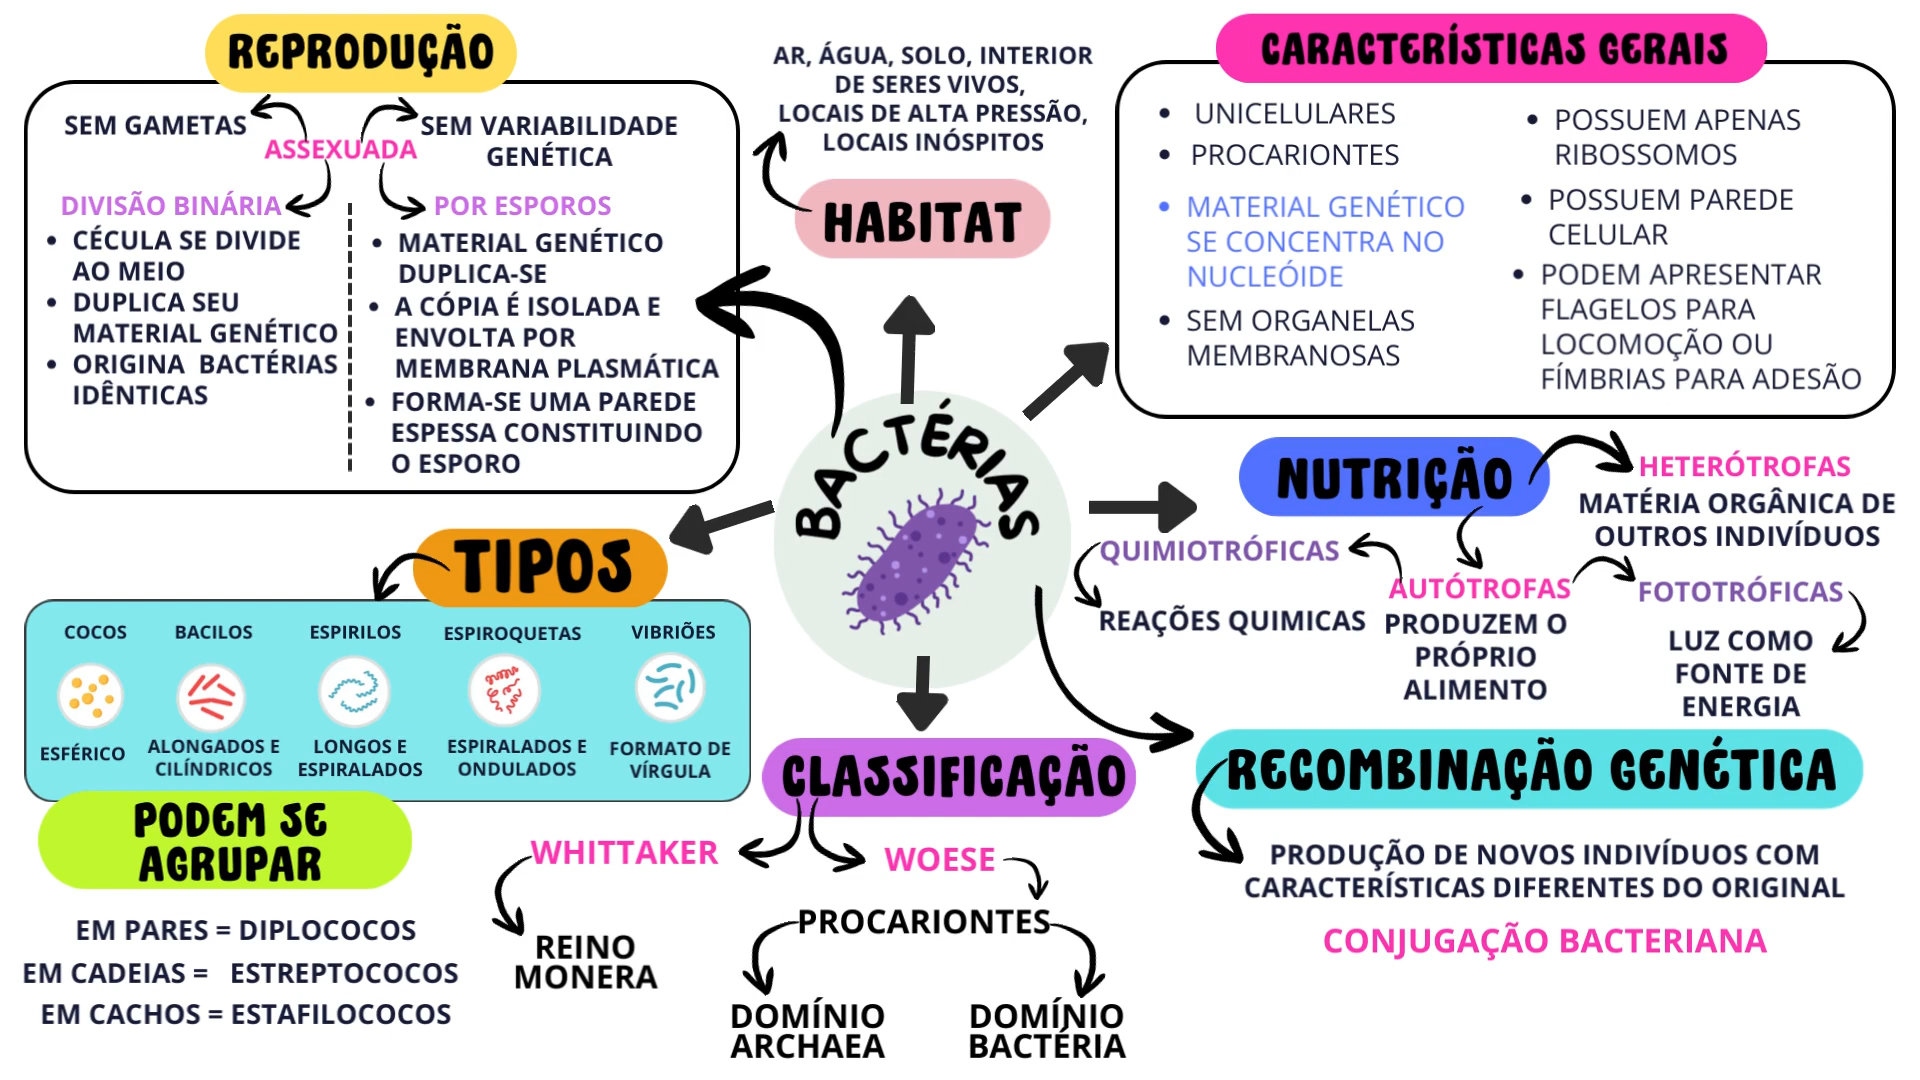 REPRODUÇÃO
SEM GAMETAS
ASSEXUADA
SEM VARIABILIDADE
GENÉTICA
DIVISÃO BINÁRIA
CÉCULA SE DIVIDE
AO MEIO
DUPLICA SEU
MATERIAL GENÉTICO
ORIGINA BACTÉRIAS
IDÊNTICAS
POR ESPOROS
MATERIAL GENÉTICO
DUPLICA-SE
A CÓPIA É ISOLADA E
ENVOLTA POR
MEMBRANA PLASMÁTICA
FORMA-SE UMA PAREDE
ESPESSA CONSTITUINDO
O ESPORO
AR, ÁGUA, SOLO, INTERIOR
DE SERES VIVOS,
LOCAIS DE ALTA PRESSÃO,
LOCAIS INÓSPITOS
HABITAT
CARACTERÍSTICAS GERAIS
UNICELULARES
PROCARIONTES
MATERIAL GENÉTICO
SE CONCENTRA NO
NUCLEÓIDE
SEM ORGANELAS
MEMBRANOSAS
POSSUEM APENAS
RIBOSSOMOS
POSSUEM PAREDE
CELULAR
PODEM APRESENTAR
FLAGELOS PARA
LOCOMOÇÃO OU
FÍMBRIAS PARA ADESÃO
BACTÉRIAS
NUTRIÇÃO
HETERÓTROFAS
MATÉRIA ORGÂNICA DE
OUTROS INDIVÍDUOS
QUIMIOTRÓFICAS
REAÇÕES QUIMICAS
AUTÓTROFAS
PRODUZEM O
PRÓPRIO
ALIMENTO
FOTOTRÓFICAS
LUZ COMO
FONTE DE
ENERGIA
TIPOS
COCOS BACILOS ESPIRILOS ESPIROQUETAS VIBRIÕES
ESFÉRICO
ALONGADOS E
CILÍNDRICOS
LONGOS E
ESPIRALADOS
ESPIRALADOS E
ONDULADOS
FORMATO DE
VÍRGULA
PODEM SE
AGRUPAR
EM PARES = DIPLOCOCOS
EM CADEIAS = ESTREPTOCOCOS
EM CACHOS = ESTAFILOCOCOS
CLASSIFICAÇÃO
WHITTAKER
REINO
MONERA
WOESE
PROCARIONTES
DOMÍNIO
ARCHAEA
DOMÍNIO
BACTÉRIA
RECOMBINAÇÃO GENÉTICA
PRODUÇÃO DE NOVOS INDIVÍDUOS COM
CARACTERÍSTICAS DIFERENTES DO ORIGINAL
CONJUGAÇÃO BACTERIANA